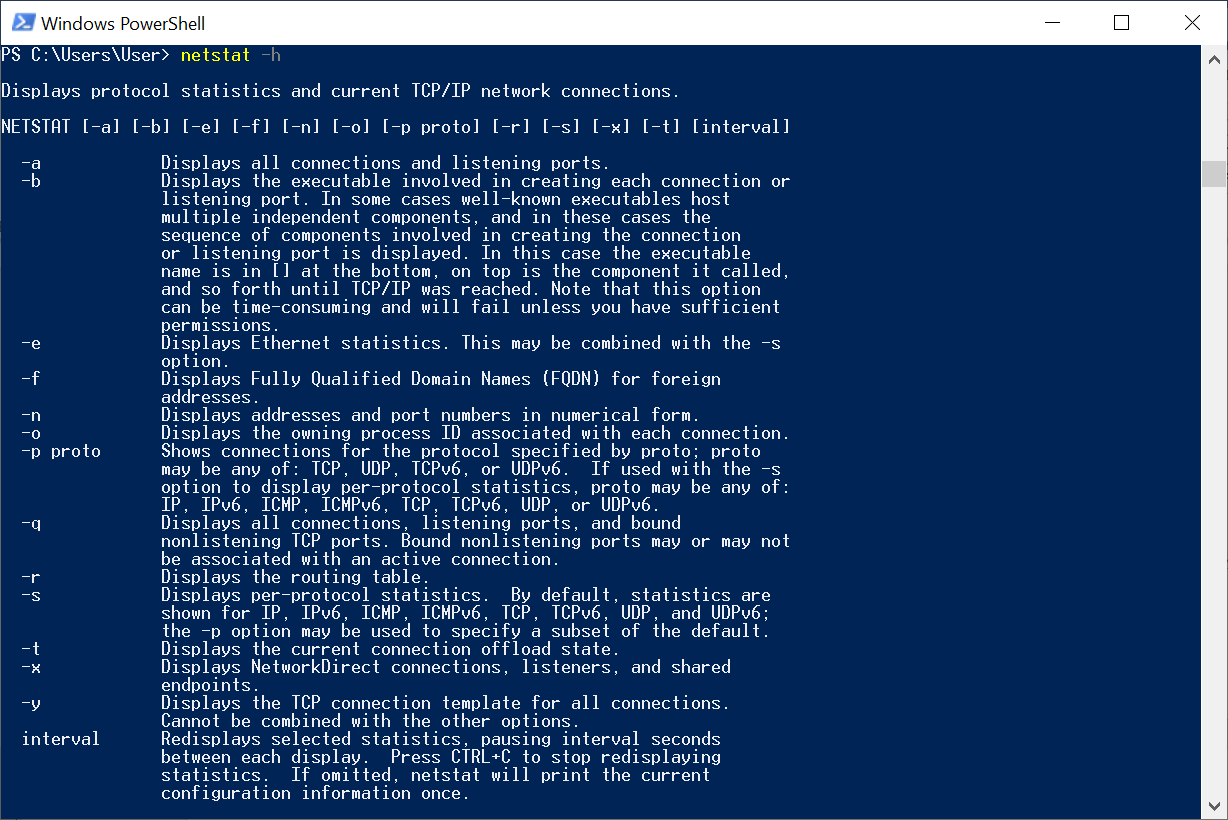 Windows PowerShell
PS C:\Users\User> netstat -h
Displays protocol statistics and current TCP/IP network connections.
NETSTAT [-a] [-b] [-e] [-f] [-n] [-o] [-p proto] [-r] [-s] [-x] [-t] [interval]
  -a            Displays all connections and listening ports.
  -b            Displays the executable involved in creating each connection or
                listening port. In some cases well-known executables host
                multiple independent components, and in these cases the
                sequence of components involved in creating the connection
                or listening port is displayed. In this case the executable
                name is in [] at the bottom, on top is the component it called,
                and so forth until TCP/IP was reached. Note that this option
                can be time-consuming and will fail unless you have sufficient
                permissions.
  -e            Displays Ethernet statistics. This may be combined with the -s
                option.
  -f            Displays Fully Qualified Domain Names (FQDN) for foreign
                addresses.
  -n            Displays addresses and port numbers in numerical form.
  -o            Displays the owning process ID associated with each connection.
  -p proto      Shows connections for the protocol specified by proto; proto
                may be any of: TCP, UDP, TCPv6, or UDPv6.  If used with the -s
                option to display per-protocol statistics, proto may be any of:
                IP, IPv6, ICMP, ICMPv6, TCP, TCPv6, UDP, or UDPv6.
  -q            Displays all connections, listening ports, and bound
                nonlistening TCP ports. Bound nonlistening ports may or may not
                be associated with an active connection.
  -r            Displays the routing table.
  -s            Displays per-protocol statistics.  By default, statistics are
                shown for IP, IPv6, ICMP, ICMPv6, TCP, TCPv6, UDP, and UDPv6;
                the -p option may be used to specify a subset of the default.
  -t            Displays the current connection offload state.
  -x            Displays NetworkDirect connections, listeners, and shared
                endpoints.
  -y            Displays the TCP connection template for all connections.
                Cannot be combined with the other options.
  interval      Redisplays selected statistics, pausing interval seconds
                between each display.  Press CTRL+C to stop redisplaying
                statistics.  If omitted, netstat will print the current
                configuration information once.